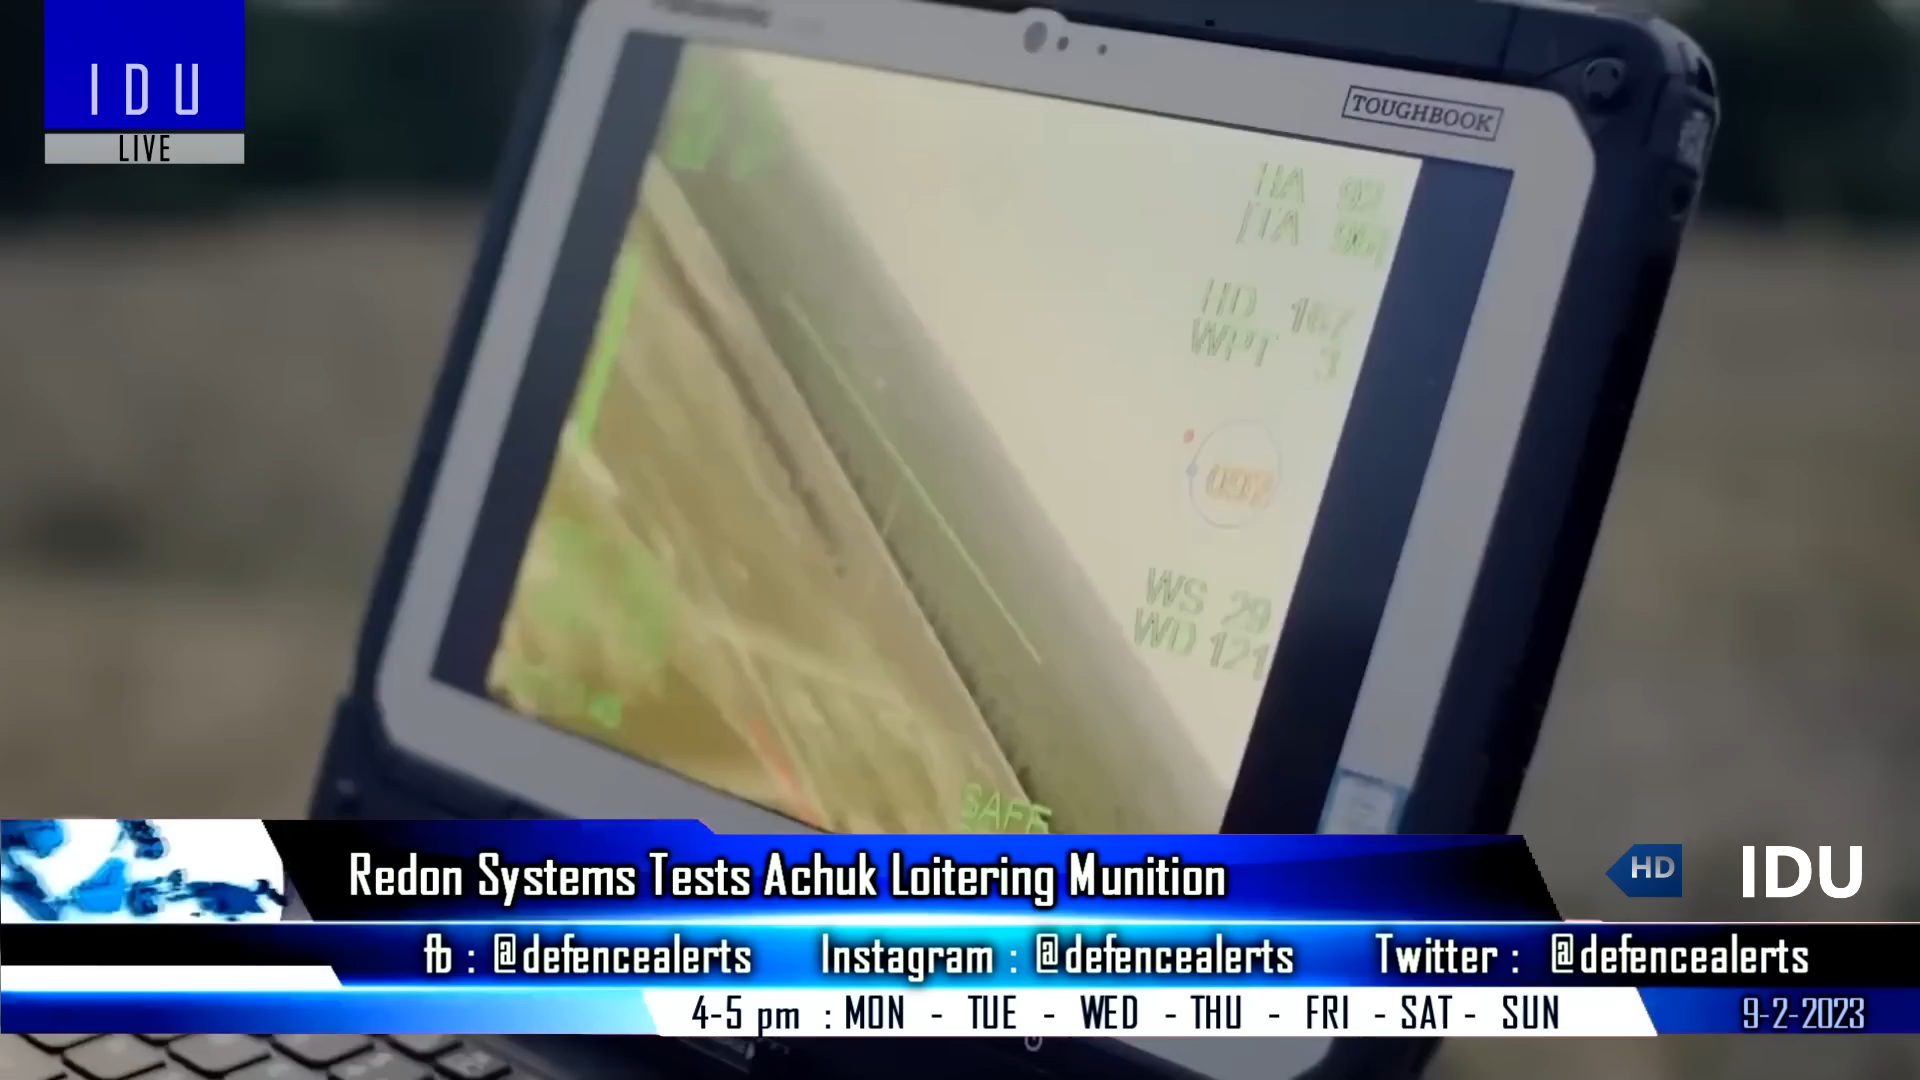 IDU
LIVE
TOUGHBOOK
HA 92
HD 167
WPT 3
WS 29
WD 121
SAFE
Redon Systems Tests Achuk Loitering Munition
HD IDU
fb : @defencealerts Instagram : @defencealerts Twitter : @defencealerts
4-5 pm : MON - TUE - WED - THU - FRI - SAT - SUN 9-2-2023